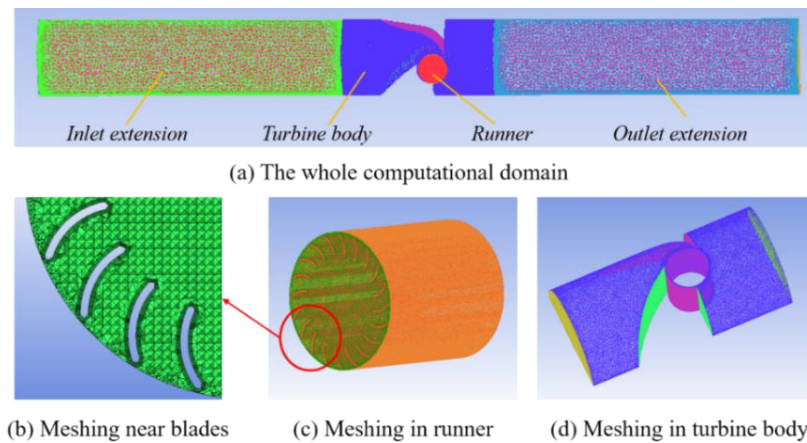 Inlet extension Turbine body Runner Outlet extension
(a) The whole computational domain
(b) Meshing near blades (c) Meshing in runner (d) Meshing in turbine body